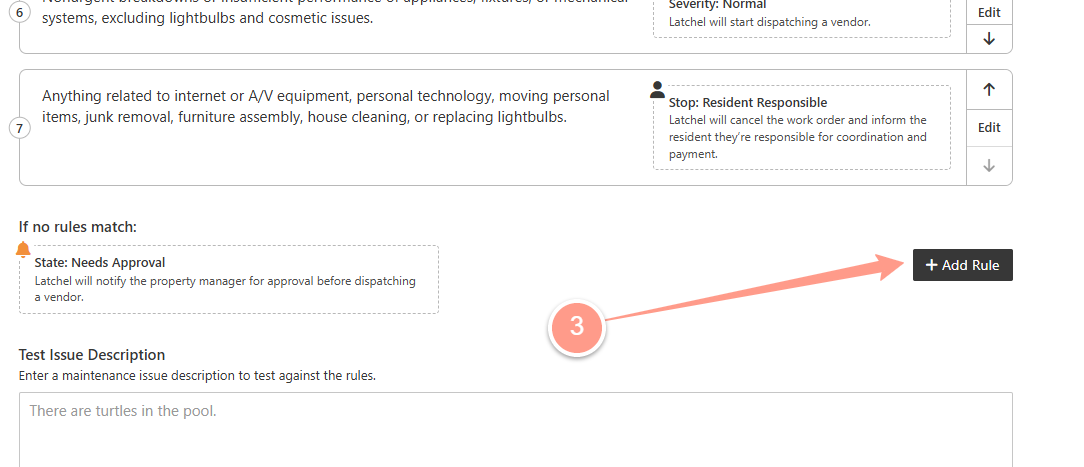 6
systems, excluding lightbulbs and cosmetic issues.
Severity: Normal
Latchel will start dispatching a vendor.
Edit
7
Anything related to internet or A/V equipment, personal technology, moving personal
items, junk removal, furniture assembly, house cleaning, or replacing lightbulbs.
Stop: Resident Responsible
Latchel will cancel the work order and inform the
resident they’re responsible for coordination and
payment.
Edit
If no rules match:
State: Needs Approval
Latchel will notify the property manager for approval before dispatching
a vendor.
+ Add Rule
3
Test Issue Description
Enter a maintenance issue description to test against the rules.
There are turtles in the pool.